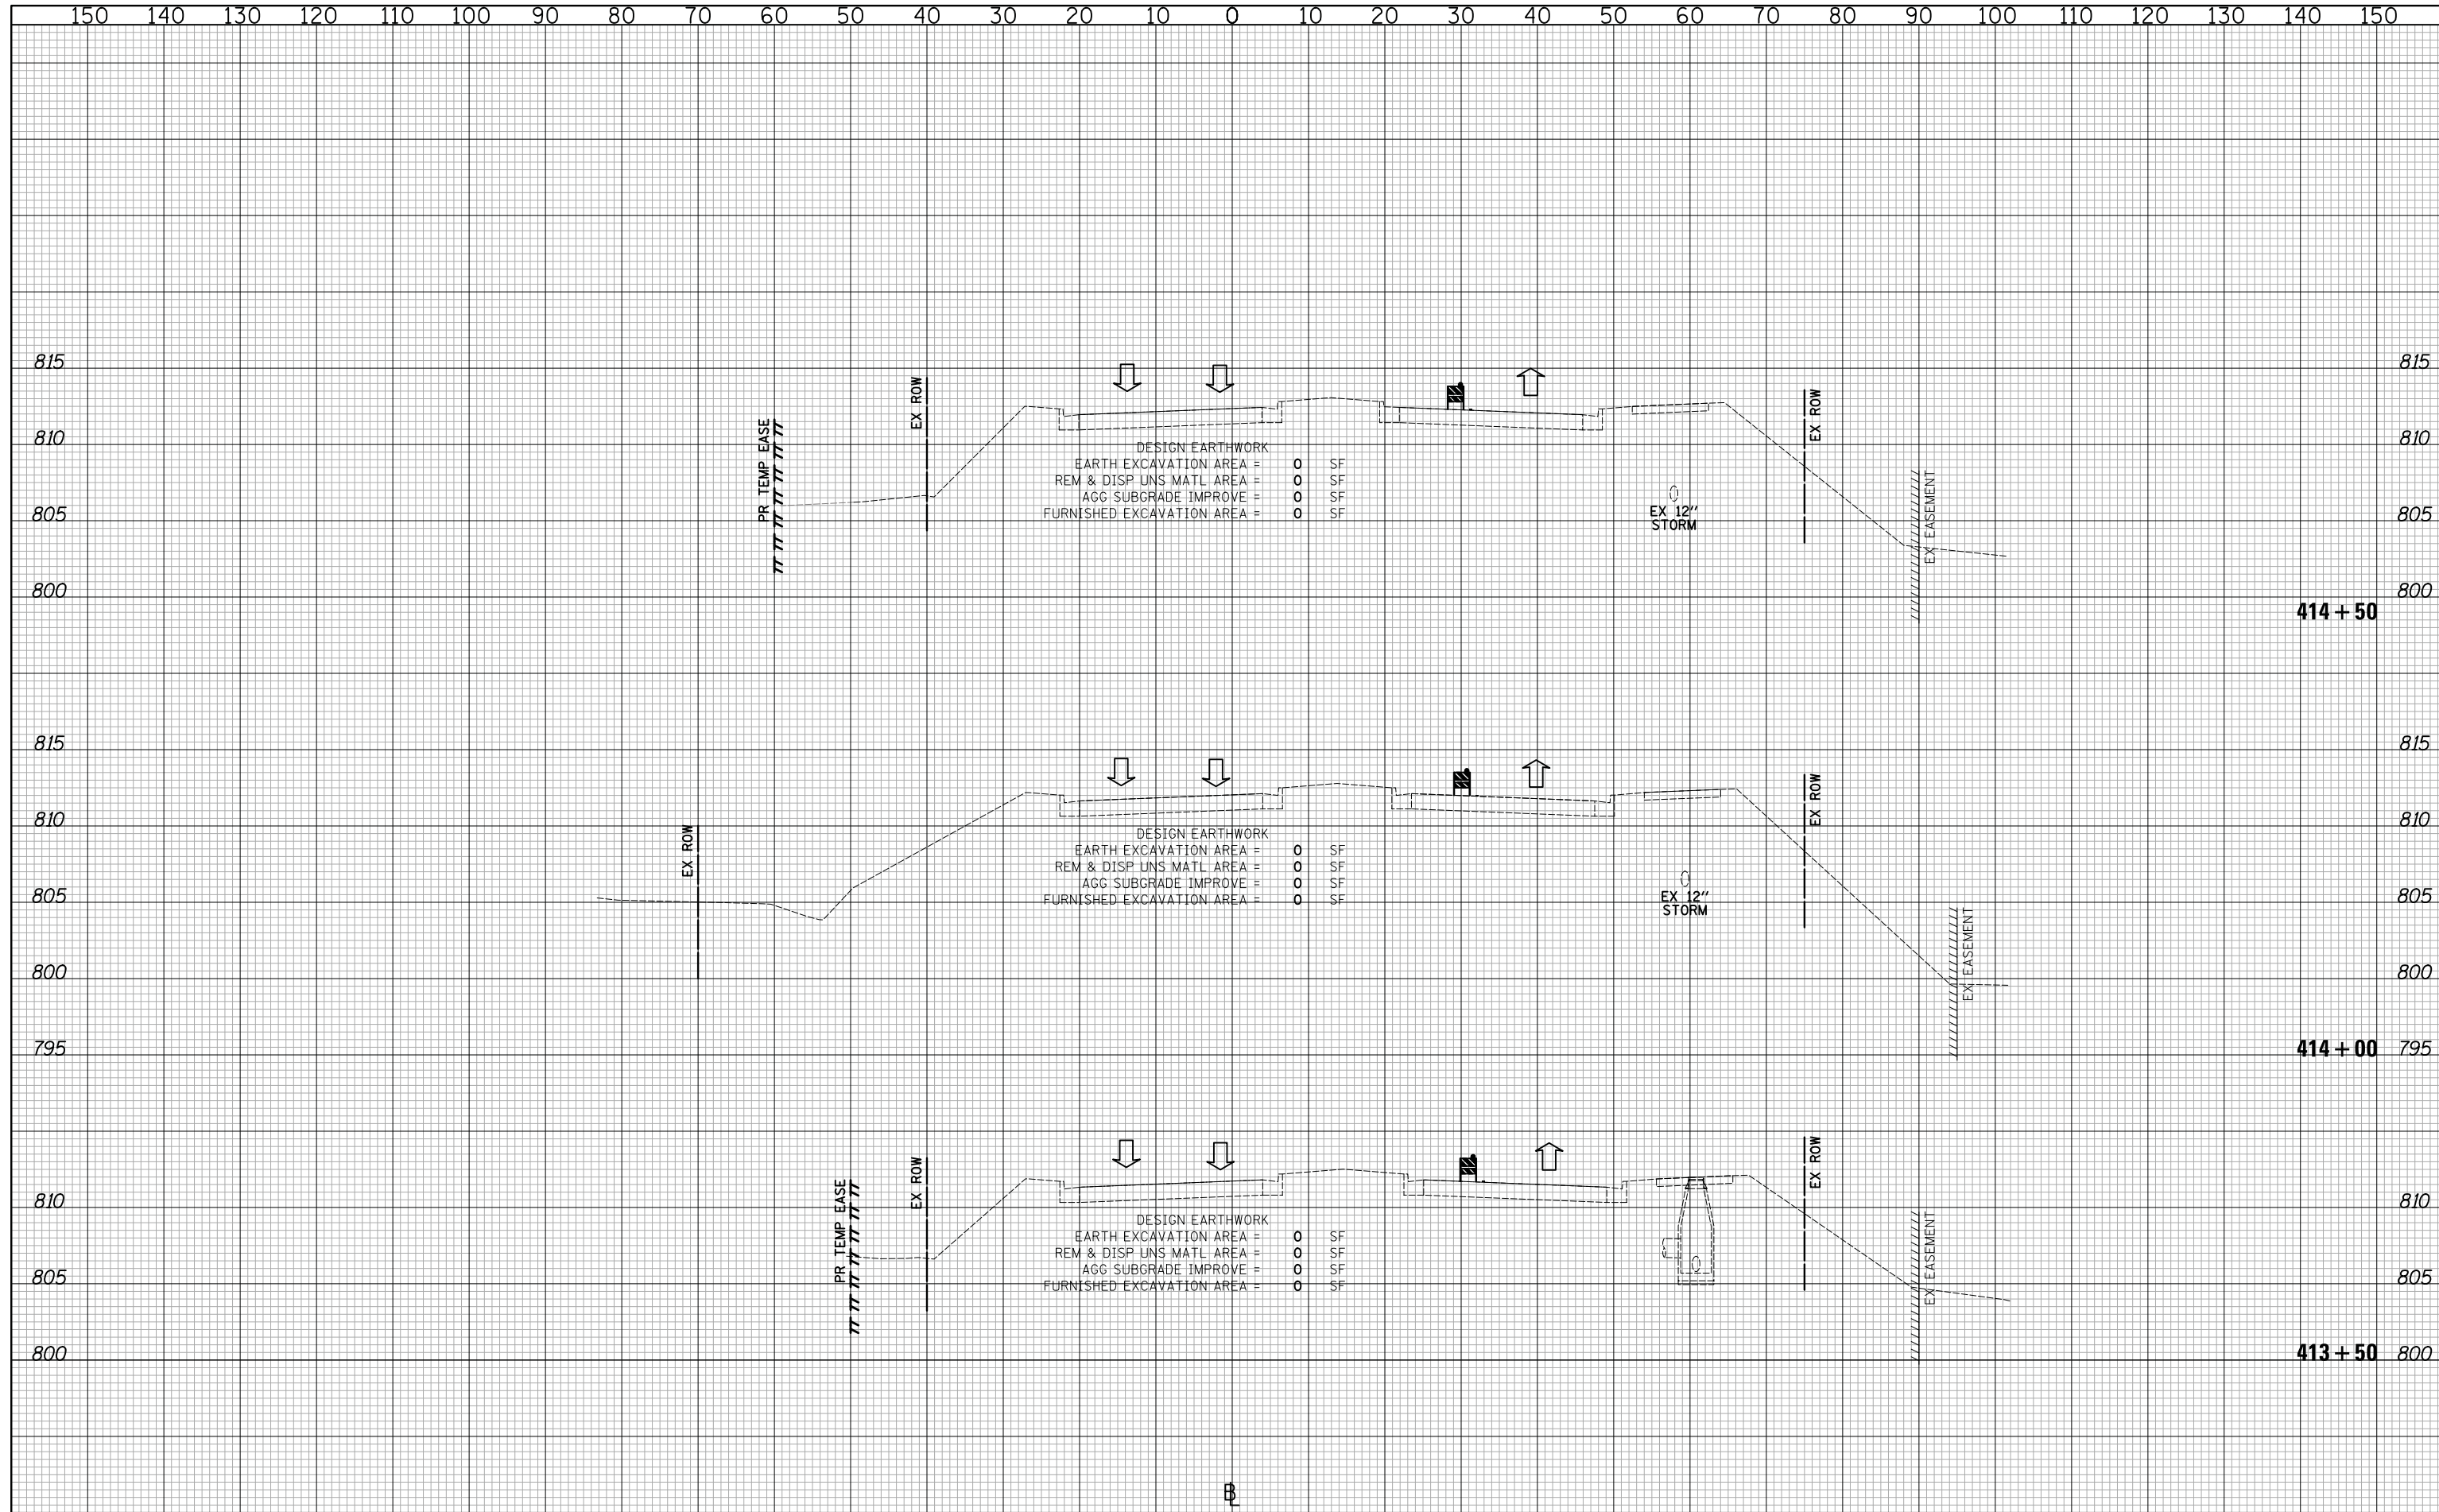 150 140 130 120 110 100 90 80 70 60 50 40 30 20 10 0 10 20 30 40 50 60 70 80 90 100 110 120 130 140 150
815 815
EX ROW
EX ROW
PR TEMP EASE
810 810
DESIGN EARTHWORK
EARTH EXCAVATION AREA = 0 SF
REM & DISP UNS MATL AREA = 0 SF
AGG SUBGRADE IMPROVE = 0 SF
FURNISHED EXCAVATION AREA = 0 SF
EX 12"
STORM
EX EASEMENT
805 805
800 800
414 + 50
815 815
EX ROW
EX ROW
810 810
DESIGN EARTHWORK
EARTH EXCAVATION AREA = 0 SF
REM & DISP UNS MATL AREA = 0 SF
AGG SUBGRADE IMPROVE = 0 SF
FURNISHED EXCAVATION AREA = 0 SF
EX 12"
STORM
805 805
EX EASEMENT
800 800
795 414 + 00 795
EX ROW
EX ROW
PR TEMP EASE
810 810
DESIGN EARTHWORK
EARTH EXCAVATION AREA = 0 SF
REM & DISP UNS MATL AREA = 0 SF
AGG SUBGRADE IMPROVE = 0 SF
FURNISHED EXCAVATION AREA = 0 SF
EX EASEMENT
805 805
800 413 + 50 800
BL